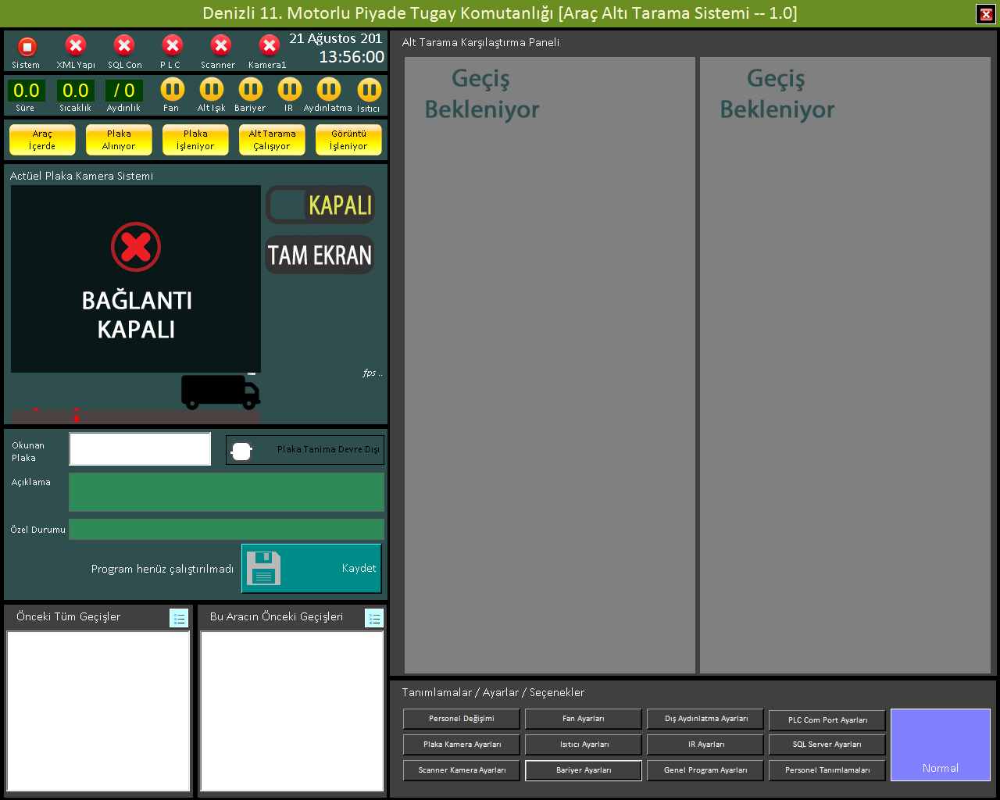 Denizli 11. Motorlu Piyade Tugay Komutanlığı [Araç Altı Tarama Sistemi -- 1.0]
21 Ağustos 201
13:56:00
Sistem XML Yapı SQL Con P L C Scanner Kamera1
0.0 0.0 / 0
Süre Sıcaklık Aydınlık Fan Alt Işık Bariyer IR Aydınlatma Isıtıcı
Araç İçerde
Plaka Alınıyor
Plaka İşleniyor
Alt Tarama Çalışıyor
Görüntü İşleniyor
Actüel Plaka Kamera Sistemi
BAĞLANTI
KAPALI
KAPALI
TAM EKRAN
fps ..
Okunan
Plaka
Plaka Tanima Devre Dışı
Açıklama
Özel Durumu
Program henüz çalıştırılmadı
Kaydet
Önceki Tüm Geçişler
Bu Aracın Önceki Geçişleri
Alt Tarama Karşılaştırma Paneli
Geçiş
Bekleniyor
Geçiş
Bekleniyor
Tanımlamalar / Ayarlar / Seçenekler
Personel Değişimi Fan Ayarları Dış Aydınlatma Ayarları PLC Com Port Ayarları
Plaka Kamera Ayarları Isıtıcı Ayarları IR Ayarları SQL Server Ayarları
Scanner Kamera Ayarları Bariyer Ayarları Genel Program Ayarları Personel Tanımlamaları
Normal